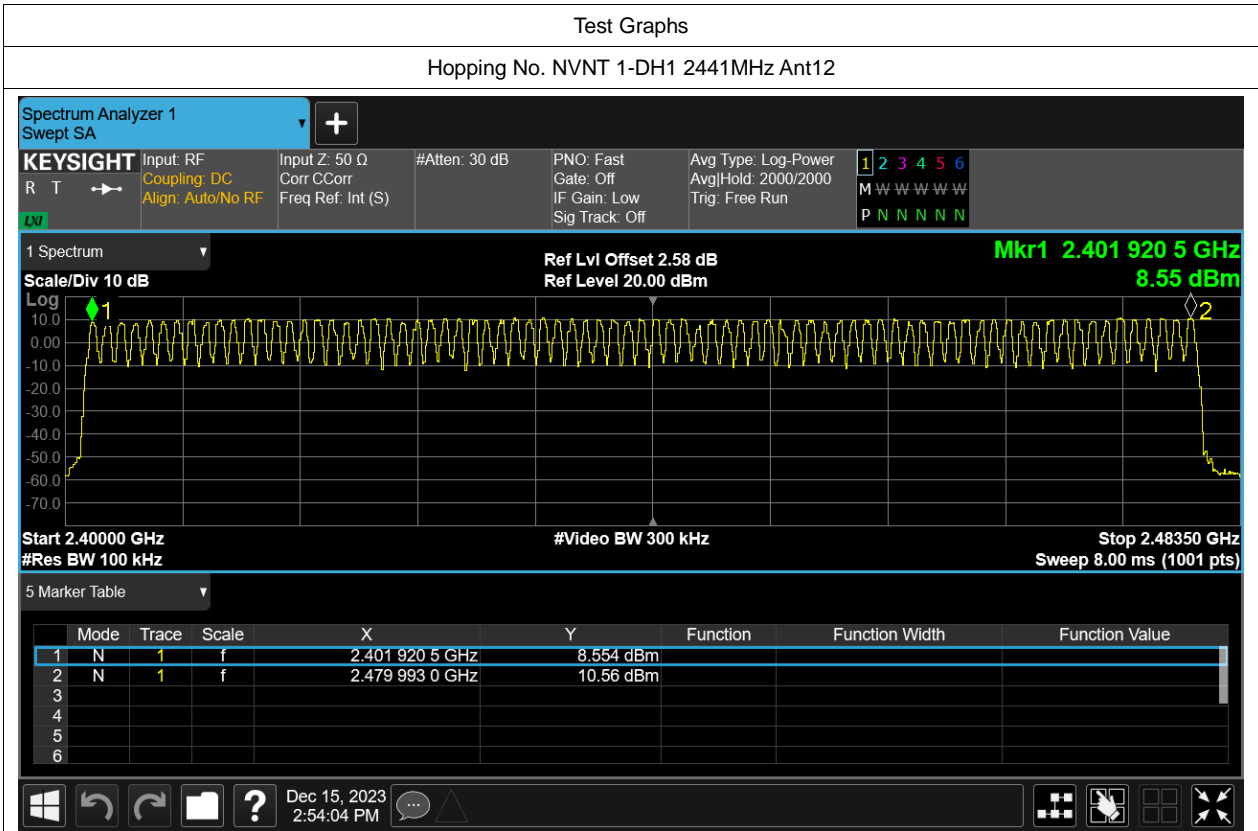 Test Graphs
Hopping No. NVNT 1-DH1 2441MHz Ant12
Spectrum Analyzer 1
Swept SA
+
KEYSIGHT
R T
LXI
Input: RF
Coupling: DC
Align: Auto/No RF
Input Z: 50 Ω
Corr CCorr
Freq Ref: Int (S)
#Atten: 30 dB
PNO: Fast
Gate: Off
IF Gain: Low
Sig Track: Off
Avg Type: Log-Power
Avg|Hold: 2000/2000
Trig: Free Run
1 2 3 4 5 6
M W W W W W
P N N N N N
1 Spectrum
Scale/Div 10 dB
Ref Lvl Offset 2.58 dB
Ref Level 20.00 dBm
Mkr1 2.401 920 5 GHz
8.55 dBm
Log
1
2
10.0
0.00
-10.0
-20.0
-30.0
-40.0
-50.0
-60.0
-70.0
Start 2.40000 GHz
#Video BW 300 kHz
Stop 2.48350 GHz
#Res BW 100 kHz
Sweep 8.00 ms (1001 pts)
5 Marker Table
Mode Trace Scale X Y Function Function Width Function Value
1 N 1 f 2.401 920 5 GHz 8.554 dBm
2 N 1 f 2.479 993 0 GHz 10.56 dBm
3
4
5
6
?
Dec 15, 2023
2:54:04 PM
...